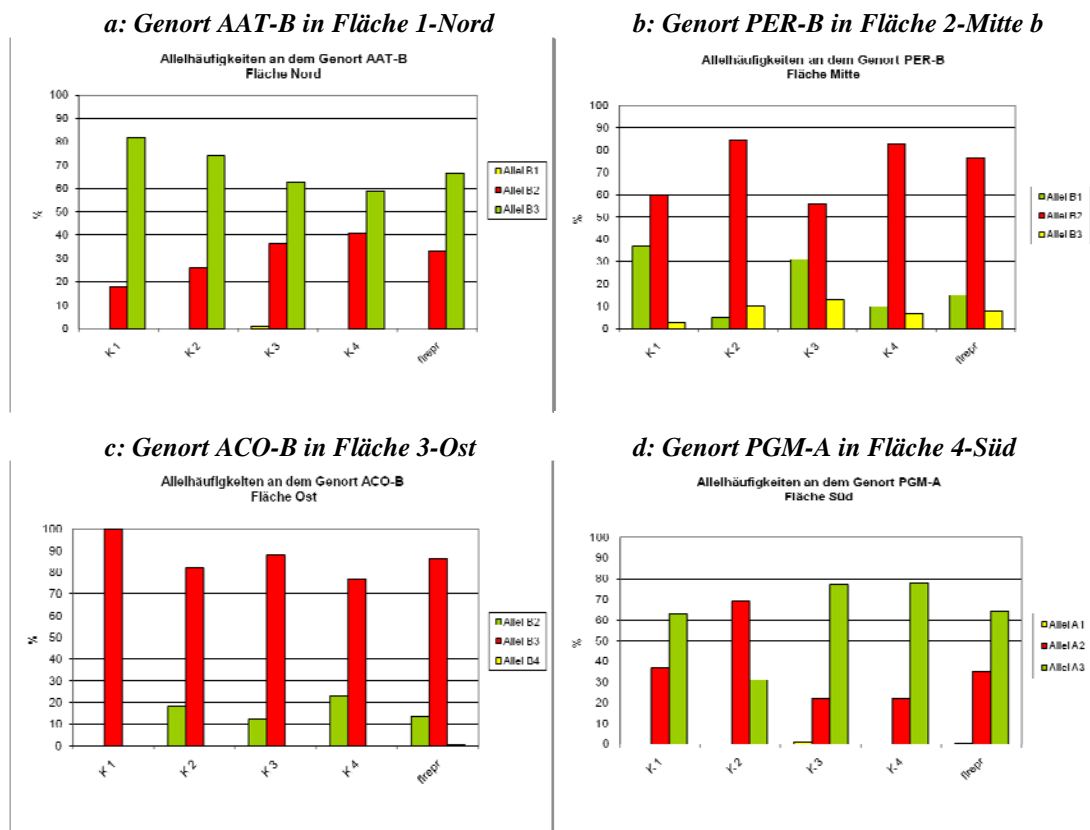 a: Genort AAT-B in Fläche 1-Nord
Allelhäufigkeiten an dem Genort AAT-B
Fläche Nord
100
90
80
70
60
50
40
30
20
10
0
%
K 1
K 2
K 3
K 4
flrepr
Allel B1
Allel B2
Allel B3
b: Genort PER-B in Fläche 2-Mitte b
Allelhäufigkeiten an dem Genort PER-B
Fläche Mitte
100
90
80
70
60
50
40
30
20
10
0
%
K 1
K 2
K 3
K 4
flrepr
Allel B1
Allel B2
Allel B3
c: Genort ACO-B in Fläche 3-Ost
Allelhäufigkeiten an dem Genort ACO-B
Fläche Ost
100
90
80
70
60
50
40
30
20
10
0
%
K 1
K 2
K 3
K 4
flrepr
Allel B2
Allel B3
Allel B4
d: Genort PGM-A in Fläche 4-Süd
Allelhäufigkeiten an dem Genort PGM-A
Fläche Süd
100
90
80
70
60
50
40
30
20
10
0
%
K 1
K 2
K 3
K 4
flrepr
Allel A1
Allel A2
Allel A3